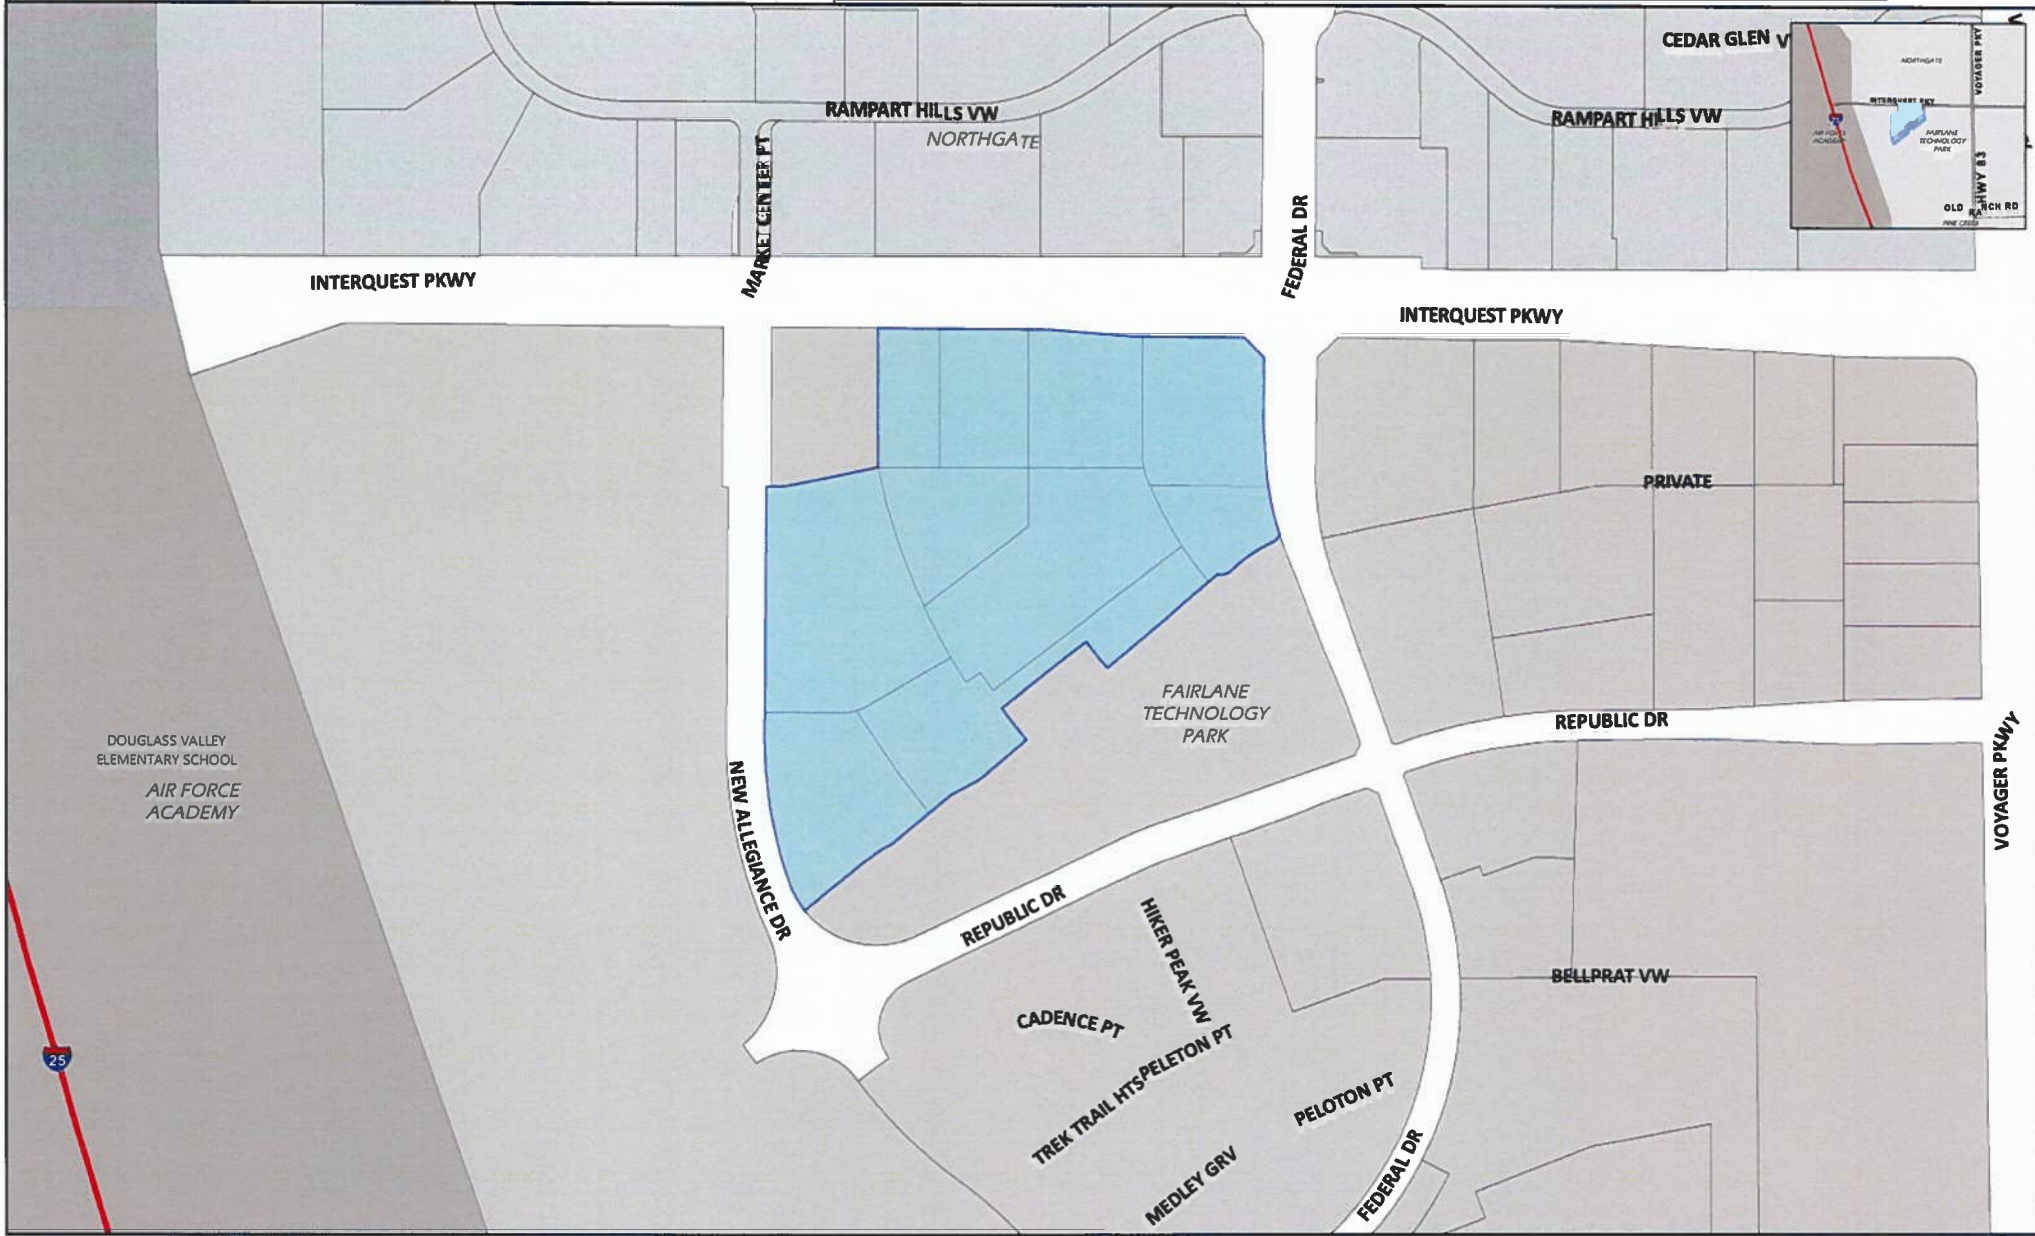 CEDAR GLEN V
RAMPART HILLS VW
RAMPART HILLS VW
NORTHGATE
MARKET CENTER PT
FEDERAL DR
INTERQUEST PKWY
INTERQUEST PKWY
NORTHGATE
VOYAGER PKY
INTERQUEST PKY
AIR FORCE
ACADEMY
FAIRLANE
TECHNOLOGY
PARK
HWY 83
OLD RANCH RD
PINE CREEK
PRIVATE
FAIRLANE
TECHNOLOGY
PARK
REPUBLIC DR
DOUGLASS VALLEY
ELEMENTARY SCHOOL
AIR FORCE
ACADEMY
NEW ALLEGIANCE DR
VOYAGER PKWY
REPUBLIC DR
HIKER PEAK VW
BELLPRAT VW
CADENCE PT
PELETON PT
TREK TRAIL HTS
PELOTON PT
MEDLEY GRV
FEDERAL DR
25